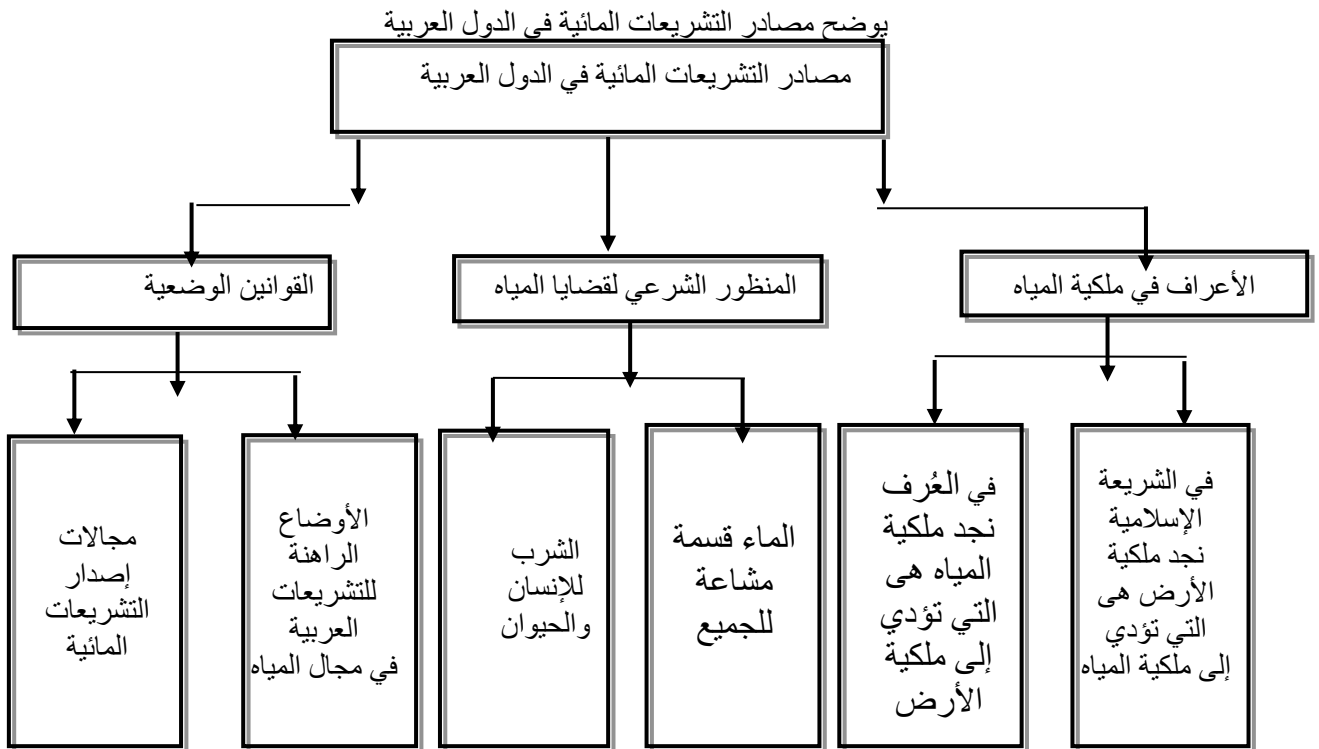 يوضح مصادر التشريعات المائية في الدول العربية
مصادر التشريعات المائية في الدول العربية
الأعراف في ملكية المياه
المنظور الشرعي لقضايا المياه
القوانين الوضعية
في الشريعة
الإسلامية
نجد ملكية
الأرض هى
التي تؤدي
إلى ملكية المياه
في العُرف
نجد ملكية
المياه هى
التي تؤدي
إلى ملكية
الأرض
الماء قسمة
مشاعة
للجميع
الشرب
للإنسان
والحيوان
الأوضاع
الراهنة
للتشريعات
العربية
في مجال المياه
مجالات
إصدار
التشريعات
المائية